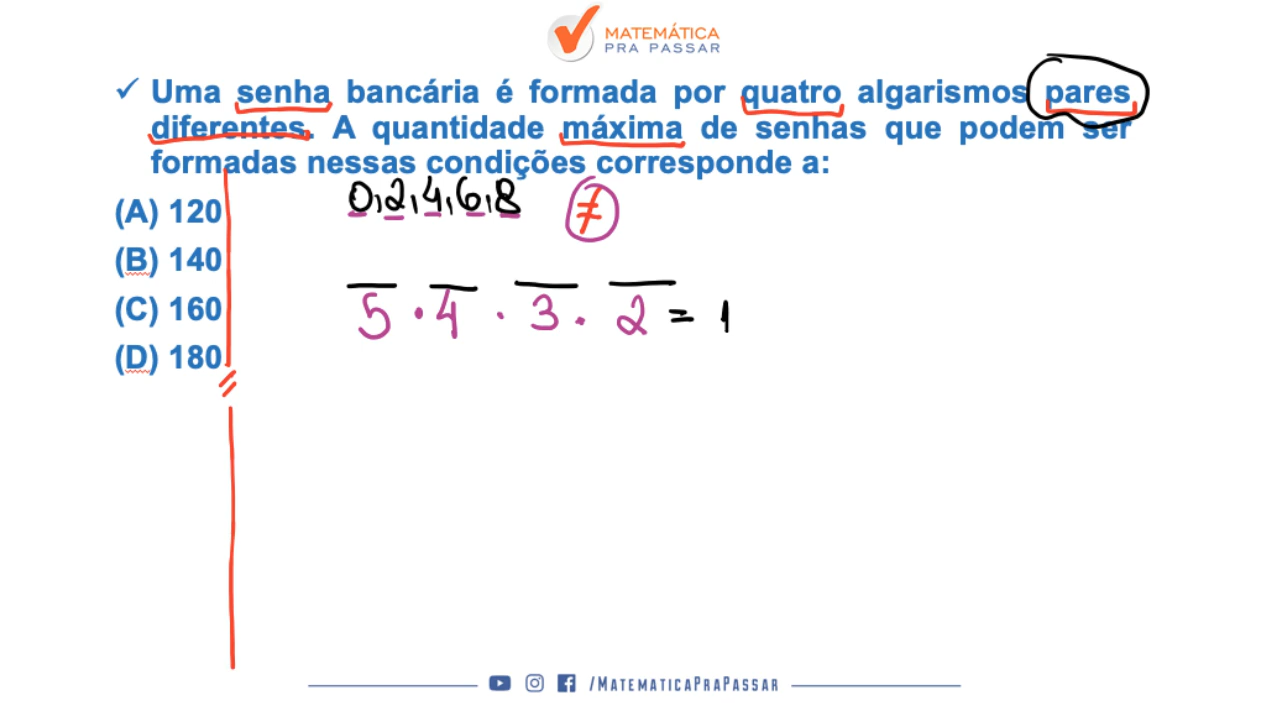 MATEMÁTICA
PRA PASSAR
✓ Uma senha bancária é formada por quatro algarismos pares
diferentes. A quantidade máxima de senhas que podem ser
formadas nessas condições corresponde a:
0,2,4,6,8 ≠
(A) 120
(B) 140
(C) 160
(D) 180
5 · 4 · 3 · 2 = 1
/MATEMATICAPRAPASSAR